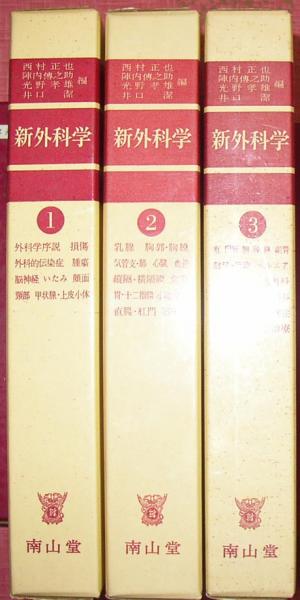 西村正也
陣内傳之助
光野孝雄
井口潔
編
新外科学
1
外科学序説 損傷
外科的伝染症 腫瘍
脳神経 いたみ 顔面
頸部 甲状腺・上皮小体
南山堂
西村正也
陣内傳之助
光野孝雄
井口潔
編
新外科学
2
乳腺 胸郭・胸膜
気管支・肺 心臓 血管
縦隔・横隔膜 食道
胃・十二指腸
直腸・肛門
南山堂
西村正也
陣内傳之助
光野孝雄
井口潔
編
新外科学
3
南山堂